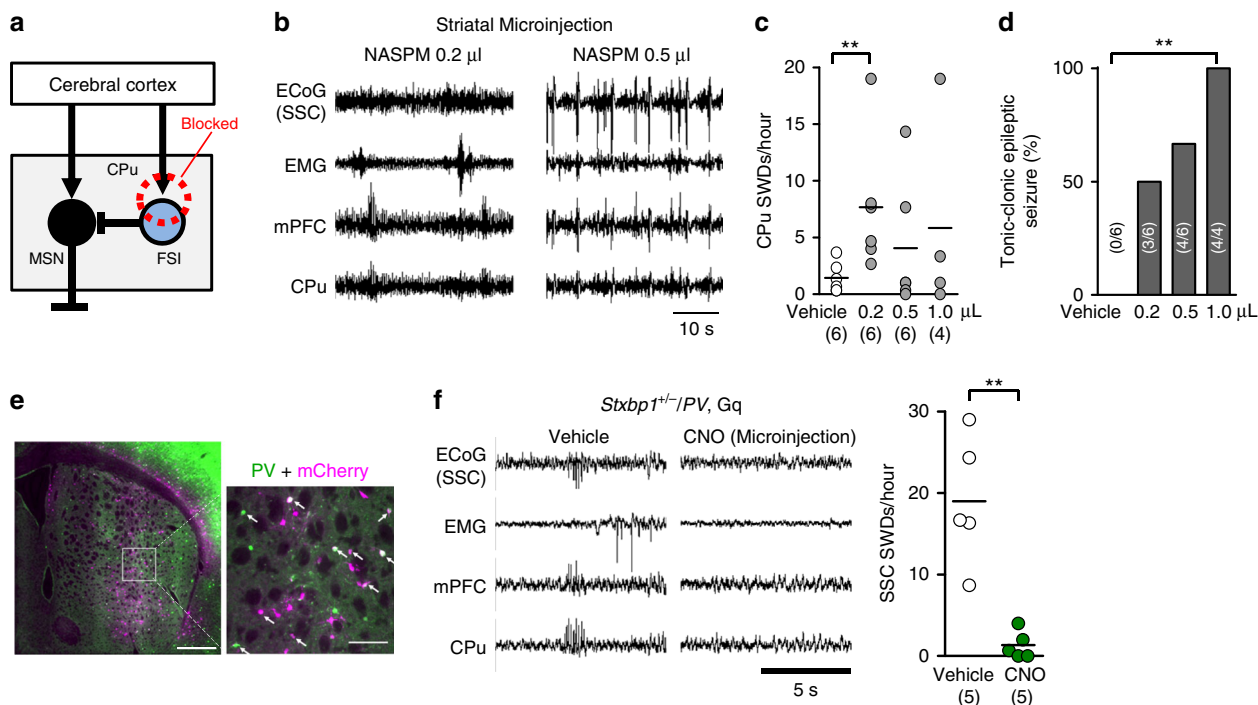 a
Cerebral cortex
Blocked
CPu
MSN
FSI
b
Striatal Microinjection
NASPM 0.2 µl
NASPM 0.5 µl
ECoG
(SSC)
EMG
mPFC
CPu
10 s
c
**
CPu SWDs/hour
20
15
10
5
0
Vehicle 0.2 0.5 1.0 µL
(6) (6) (6) (4)
d
**
Tonic-clonic epileptic
seizure (%)
100
50
0
(0/6) (3/6) (4/6) (4/4)
Vehicle 0.2 0.5 1.0 µL
e
PV + mCherry
f
Stxbp1+/–/PV, Gq
Vehicle
CNO (Microinjection)
ECoG
(SSC)
EMG
mPFC
CPu
5 s
**
SSC SWDs/hour
30
20
10
0
Vehicle CNO
(5) (5)